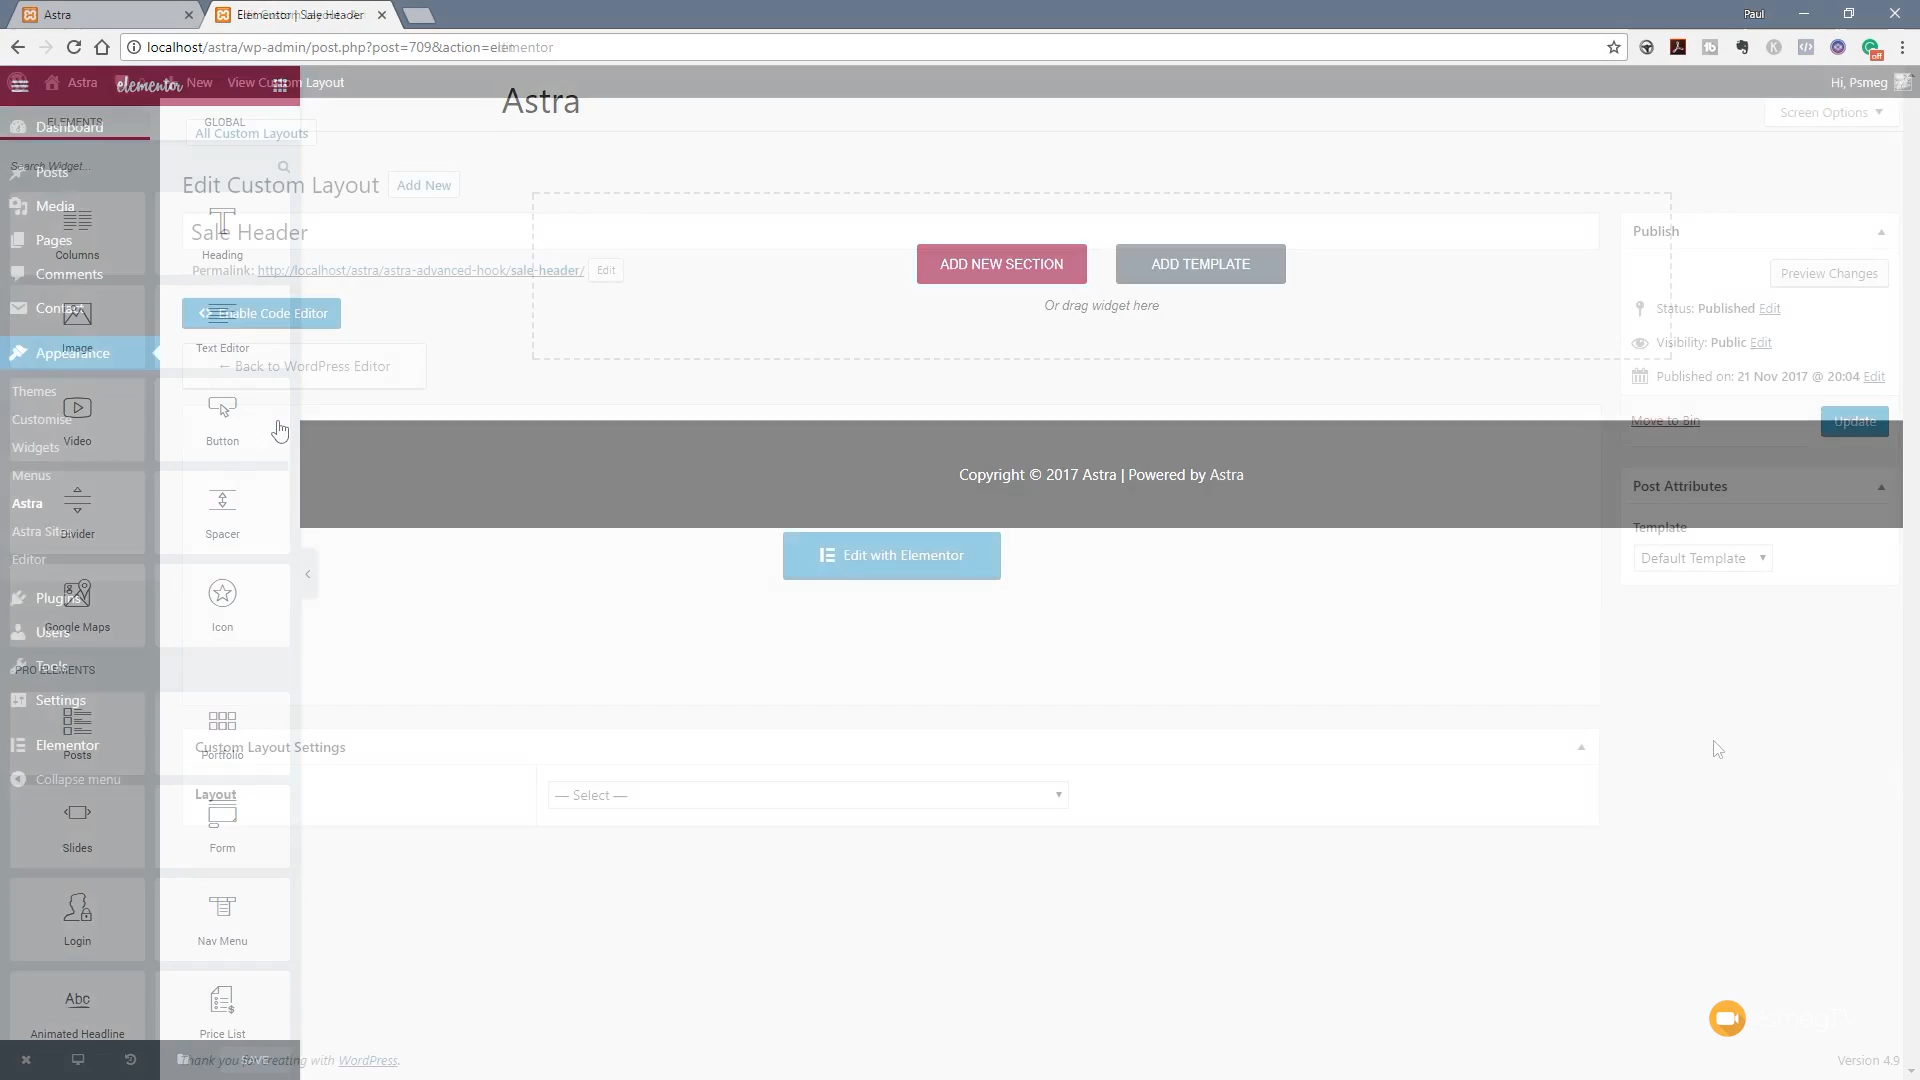 Astra
Elementor | Sale Header
Paul
localhost/astra/wp-admin/post.php?post=709&action=elementor
off
Astra
elementor
New
View Custom Layout
Hi, Psmeg
Astra
Screen Options
ELEMENTS
GLOBAL
Dashboard
All Custom Layouts
Search Widget...
Posts
Edit Custom Layout
Add New
Media
Columns
Heading
Sale Header
Publish
Pages
Permalink: http://localhost/astra/astra-advanced-hook/sale-header/
Edit
ADD NEW SECTION
ADD TEMPLATE
Or drag widget here
Preview Changes
Comments
Status: Published Edit
Contact
Enable Code Editor
Visibility: Public Edit
Image
Text Editor
Appearance
← Back to WordPress Editor
Published on: 21 Nov 2017 @ 20:04 Edit
Themes
Customise
Move to Bin
Update
Video
Button
Widgets
Menus
Copyright © 2017 Astra | Powered by Astra
Post Attributes
Astra
Astra Sites
Divider
Spacer
Template
Editor
Edit with Elementor
Default Template
Plugins
Google Maps
Icon
Users
Tools
PRO ELEMENTS
Settings
Elementor
Posts
Portfolio
Custom Layout Settings
Collapse menu
Layout
— Select —
Slides
Form
Login
Nav Menu
Abc
Animated Headline
Price List
Thank you for creating with WordPress.
SAVE
Version 4.9